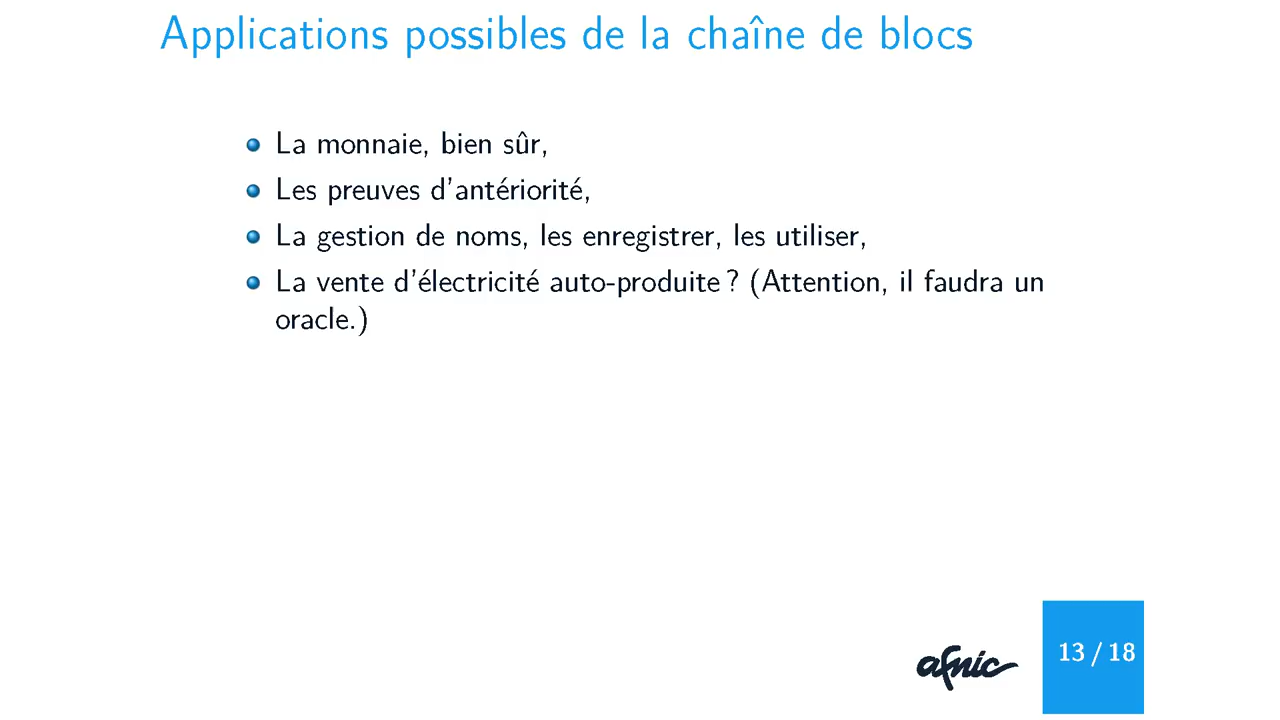 Applications possibles de la chaîne de blocs
La monnaie, bien sûr,
Les preuves d'antériorité,
La gestion de noms, les enregistrer, les utiliser,
La vente d'électricité auto-produite ? (Attention, il faudra un
oracle.)
afnic
13 / 18